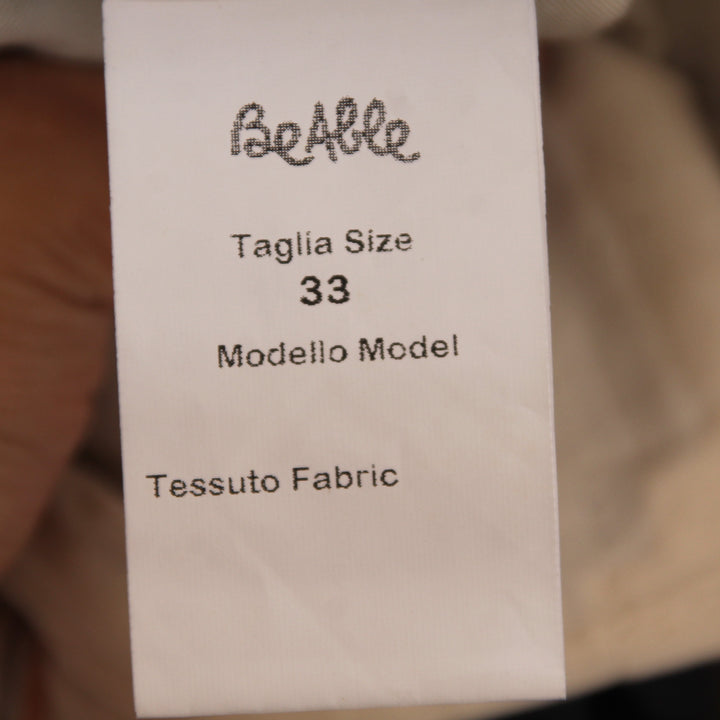 BeAble
Taglia Size
33
Modello Model
Tessuto Fabric